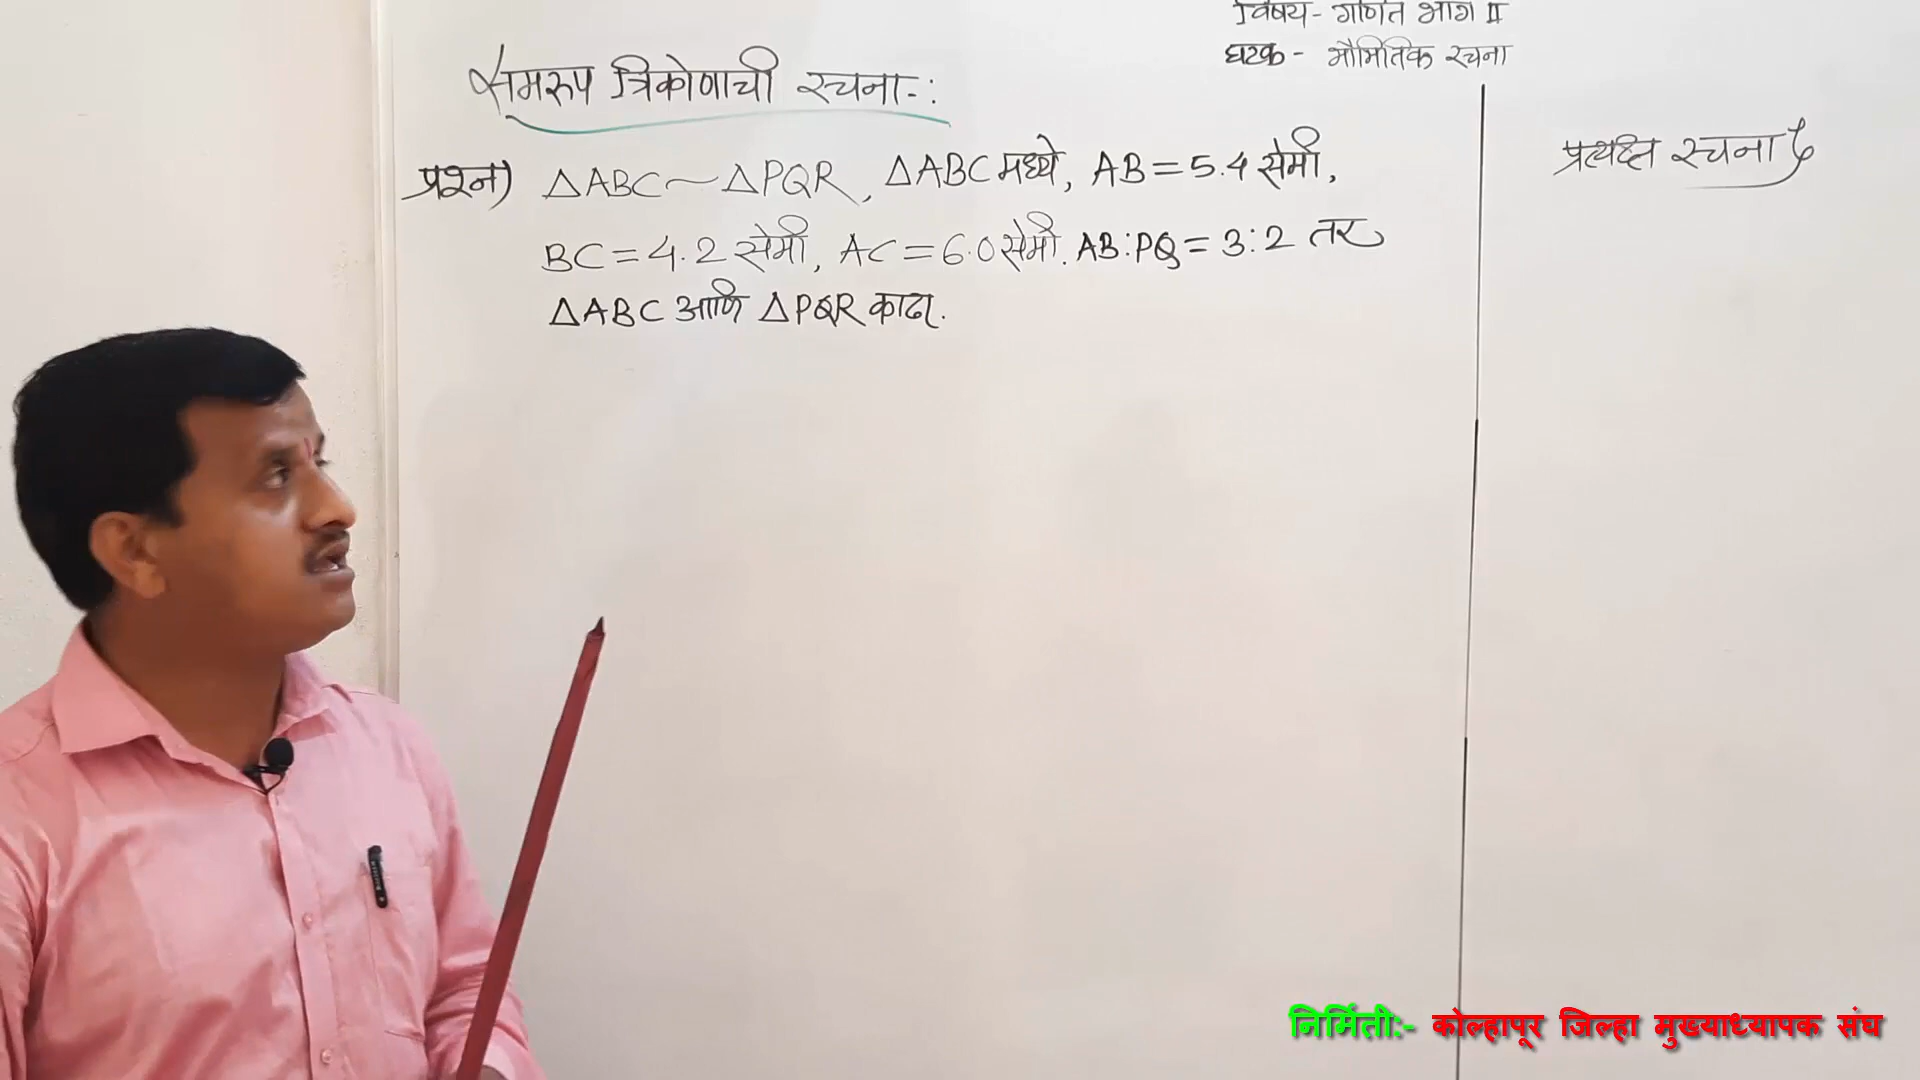 विषय- गणित भाग II
घटक - भौमितिक रचना
समरुप त्रिकोणाची रचना-:
प्रश्न) △ABC ~ △PQR, △ABC मध्ये, AB = 5.4 सेमी,
BC = 4.2 सेमी, AC = 6.0 सेमी. AB:PQ = 3:2 तर
△ABC आणि △PQR काढा.
प्रत्यक्ष रचना
निर्मिती:- कोल्हापूर जिल्हा मुख्याध्यापक संघ